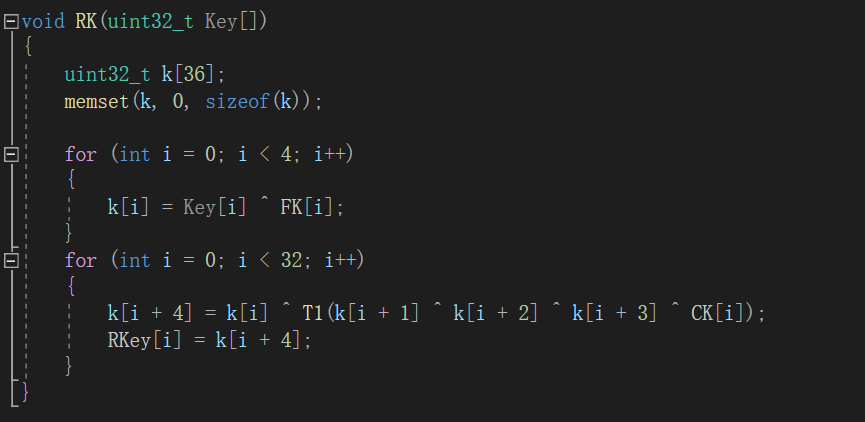 void RK(uint32_t Key[])
{
uint32_t k[36];
memset(k, 0, sizeof(k));
for (int i = 0; i < 4; i++)
{
k[i] = Key[i] ^ FK[i];
}
for (int i = 0; i < 32; i++)
{
k[i + 4] = k[i] ^ T1(k[i + 1] ^ k[i + 2] ^ k[i + 3] ^ CK[i]);
RKey[i] = k[i + 4];
}
}